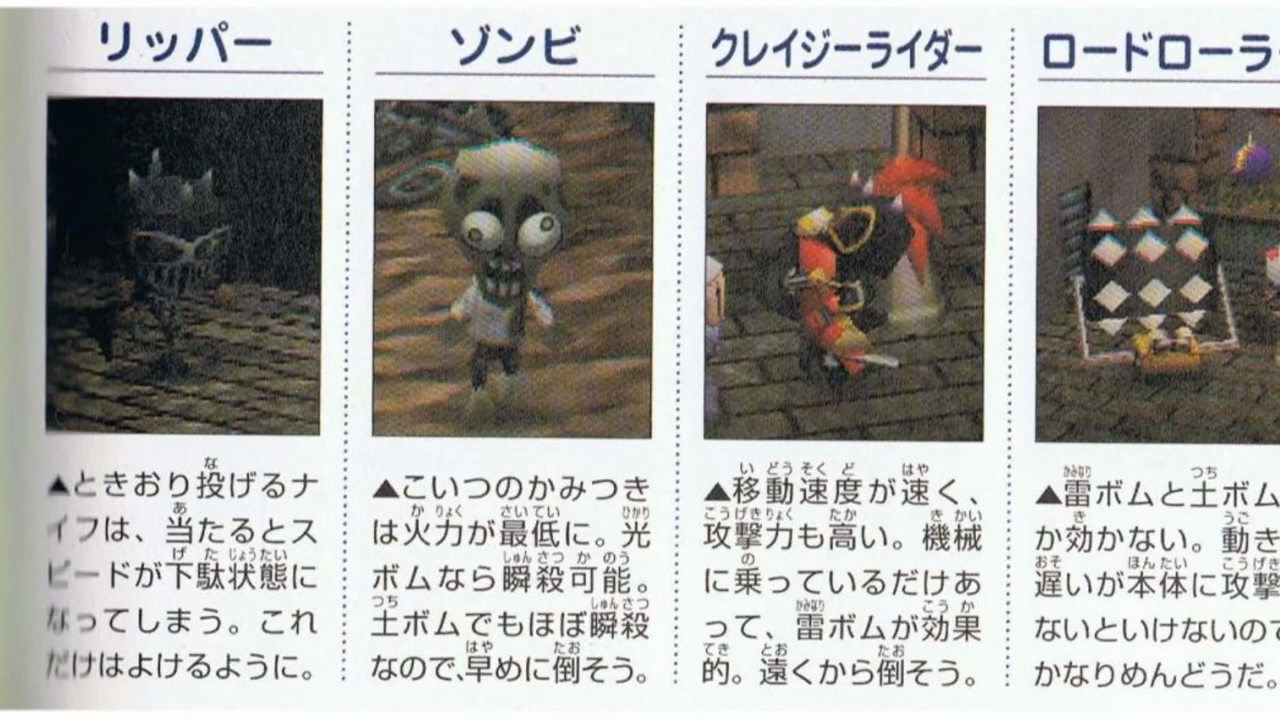 リッパー
▲ときおり投げるナ
イフは、当たるとス
ピードが下駄状態に
なってしまう。これ
だけはよけるように。
ゾンビ
▲こいつのかみつき
は火力が最低に。光
ボムなら瞬殺可能。
土ボムでもほぼ瞬殺
なので、早めに倒そう。
クレイジーライダー
▲移動速度が速く、
攻撃力も高い。機械
に乗っているだけあ
って、雷ボムが効果
的。遠くから倒そう。
ロードローラ
▲雷ボムと土ボム
か効かない。動き
遅いが本体に攻撃
ないといけないので
かなりめんどうだ。